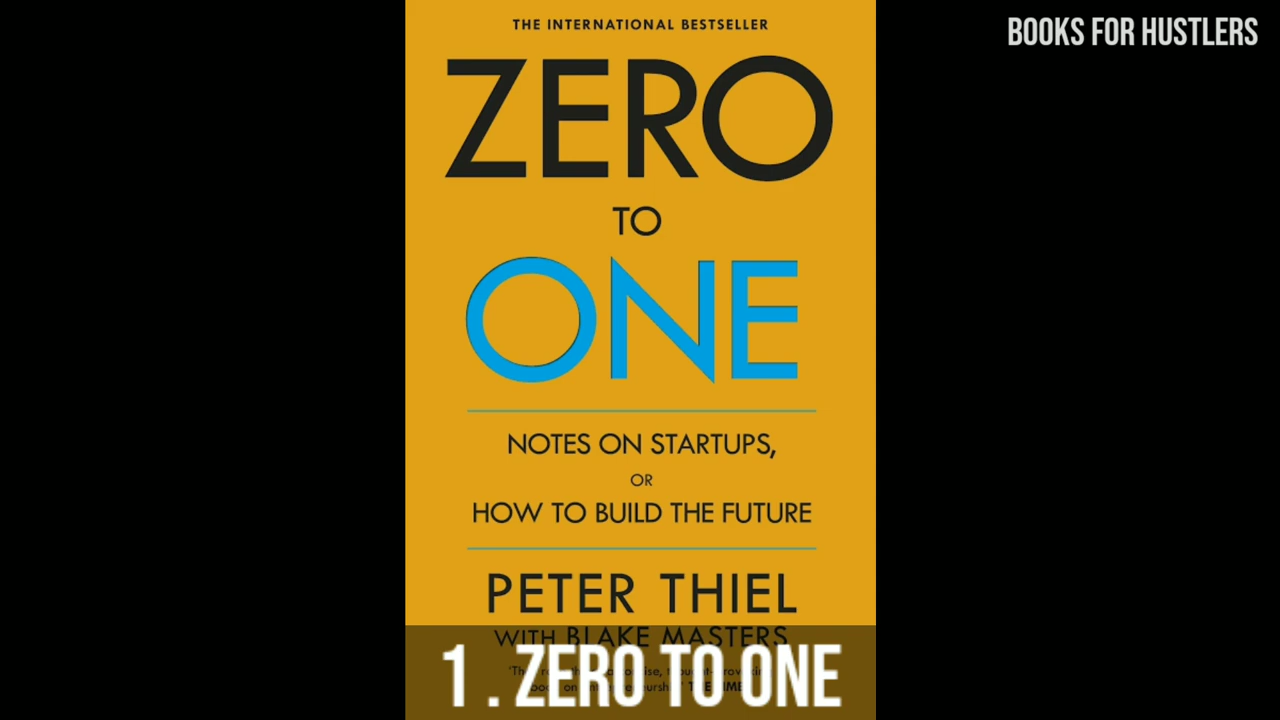 THE INTERNATIONAL BESTSELLER
BOOKS FOR HUSTLERS
ZERO
TO
ONE
NOTES ON STARTUPS,
OR
HOW TO BUILD THE FUTURE
PETER THIEL
WITH BLAKE MASTERS
1 . ZERO TO ONE